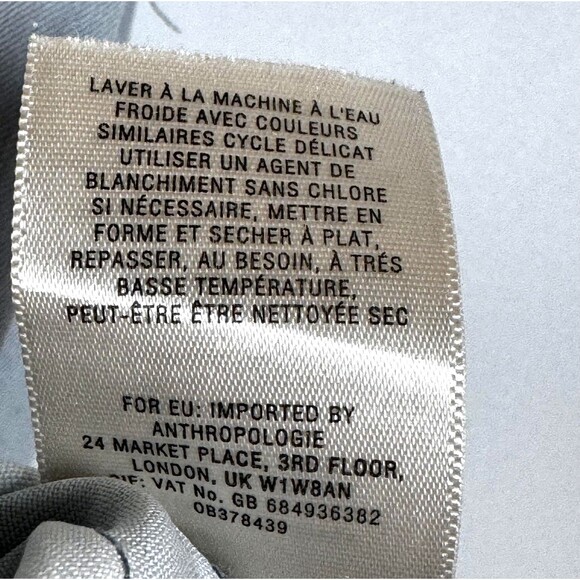 LAVER À LA MACHINE À L'EAU
FROIDE AVEC COULEURS
SIMILAIRES CYCLE DÉLICAT
UTILISER UN AGENT DE
BLANCHIMENT SANS CHLORE
SI NÉCESSAIRE, METTRE EN
FORME ET SECHER À PLAT,
REPASSER, AU BESOIN, À TRÉS
BASSE TEMPÉRATURE,
PEUT-ÊTRE ÊTRE NETTOYÉE SEC
FOR EU: IMPORTED BY
ANTHROPOLOGIE
24 MARKET PLACE, 3RD FLOOR,
LONDON, UK W1W8AN
CIF: VAT No. GB 684936382
OB378439